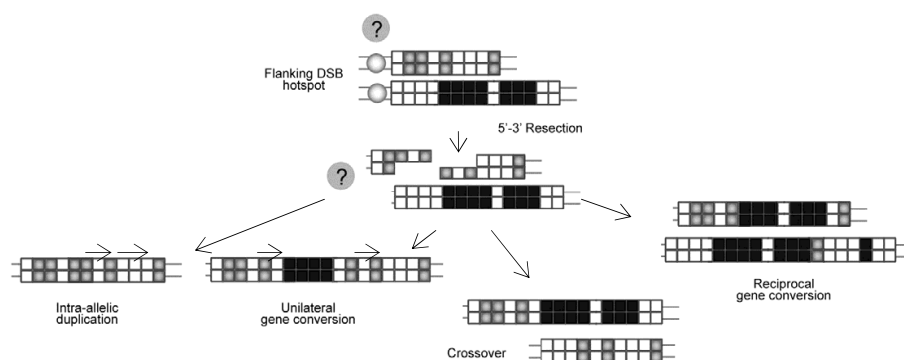 ?
Flanking DSB
hotspot
5'-3' Resection
?
Intra-allelic
duplication
Unilateral
gene conversion
Crossover
Reciprocal
gene conversion